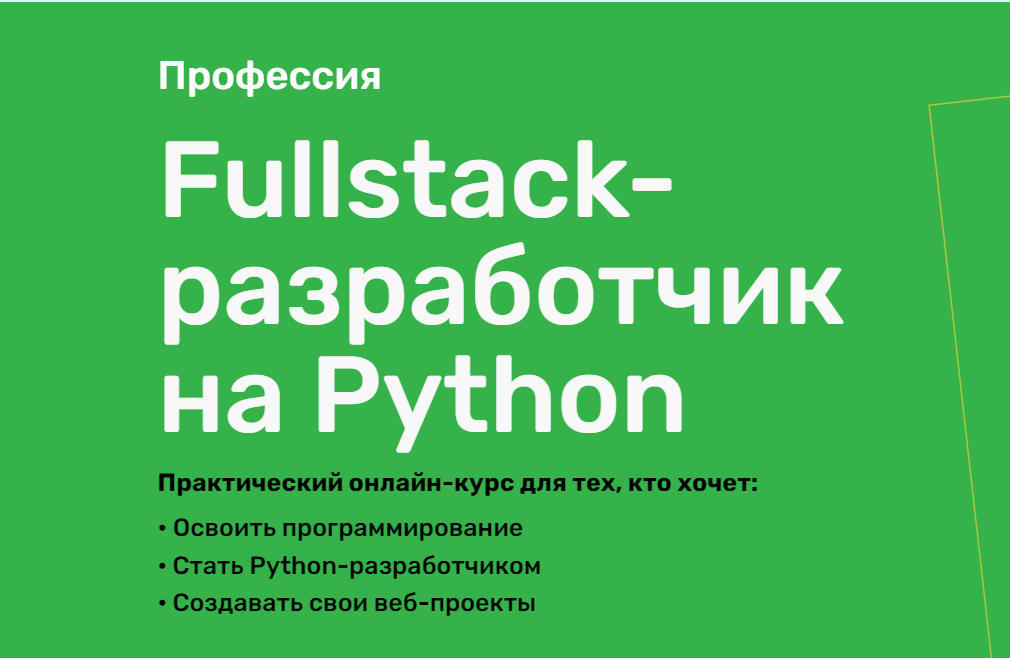 Профессия
Fullstack-
разработчик
на Python
Практический онлайн-курс для тех, кто хочет:
• Освоить программирование
• Стать Python-разработчиком
• Создавать свои веб-проекты